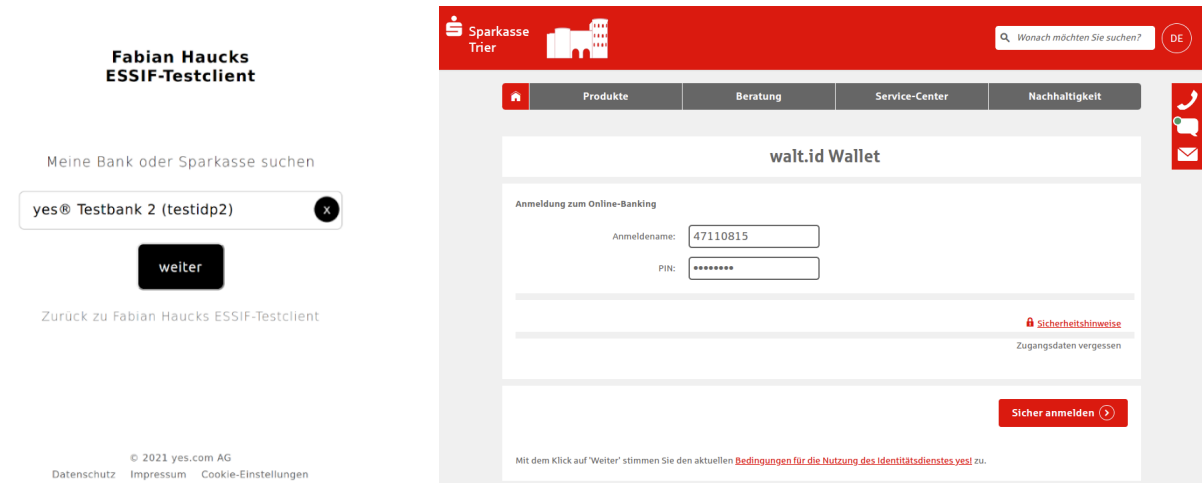 Fabian Haucks
ESSIF-Testclient
Meine Bank oder Sparkasse suchen
yes® Testbank 2 (testidp2)
x
weiter
Zurück zu Fabian Haucks ESSIF-Testclient
© 2021 yes.com AG
Datenschutz Impressum Cookie-Einstellungen
Sparkasse
Trier
Wonach möchten Sie suchen?
DE
Produkte Beratung Service-Center Nachhaltigkeit
walt.id Wallet
Anmeldung zum Online-Banking
Anmeldename: 47110815
PIN: ••••••••
Sicherheitshinweise
Zugangsdaten vergessen
Sicher anmelden
Mit dem Klick auf 'Weiter' stimmen Sie den aktuellen Bedingungen für die Nutzung des Identitätsdienstes yes! zu.